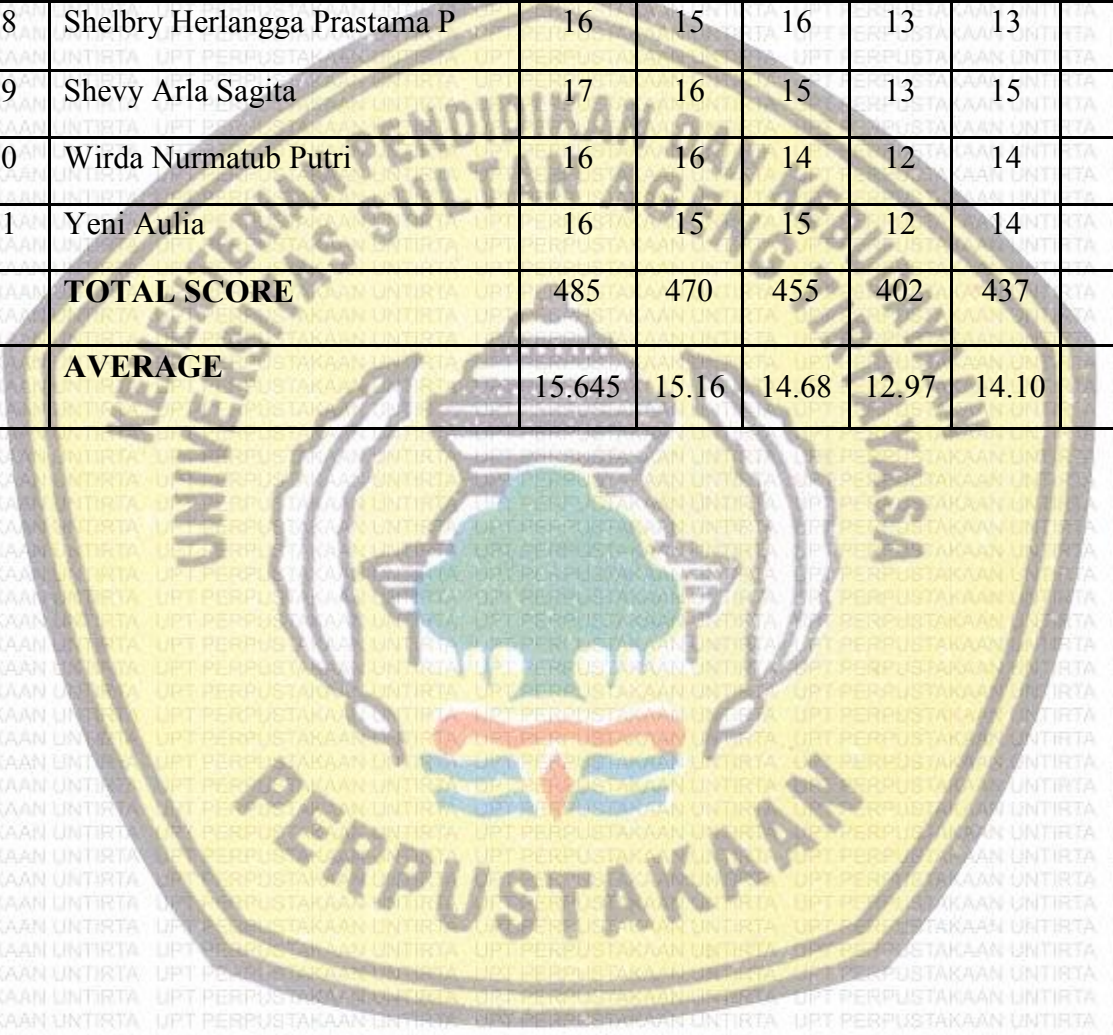 8 Shelbry Herlangga Prastama P 16 15 16 13 13
9 Shevy Arla Sagita 17 16 15 13 15
0 Wirda Nurmatub Putri 16 16 14 12 14
1 Yeni Aulia 16 15 15 12 14
TOTAL SCORE 485 470 455 402 437
AVERAGE 15.645 15.16 14.68 12.97 14.10
KEMENTERIAN PENDIDIKAN DAN KEBUDAYAAN
UNIVERSITAS SULTAN AGENG TIRTAYASA
PERPUSTAKAAN
UPT PERPUSTAKAAN UNTIRTA